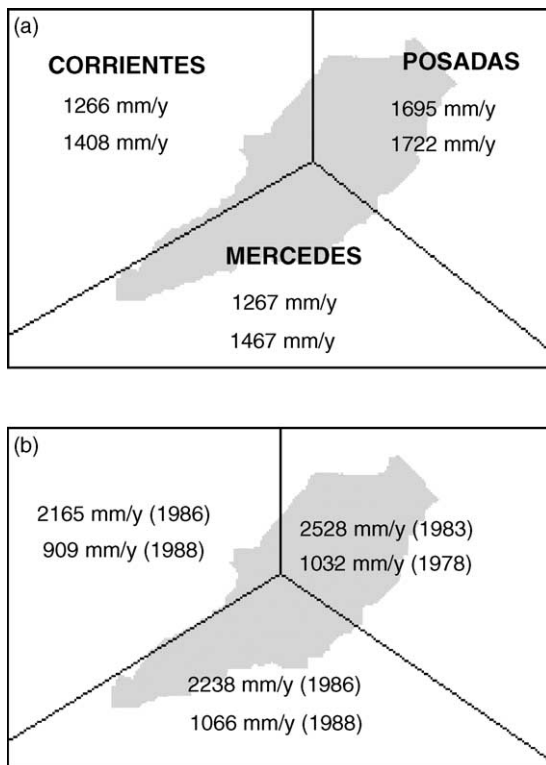 (a)
CORRIENTES
1266 mm/y
1408 mm/y
POSADAS
1695 mm/y
1722 mm/y
MERCEDES
1267 mm/y
1467 mm/y
(b)
2165 mm/y (1986)
909 mm/y (1988)
2528 mm/y (1983)
1032 mm/y (1978)
2238 mm/y (1986)
1066 mm/y (1988)